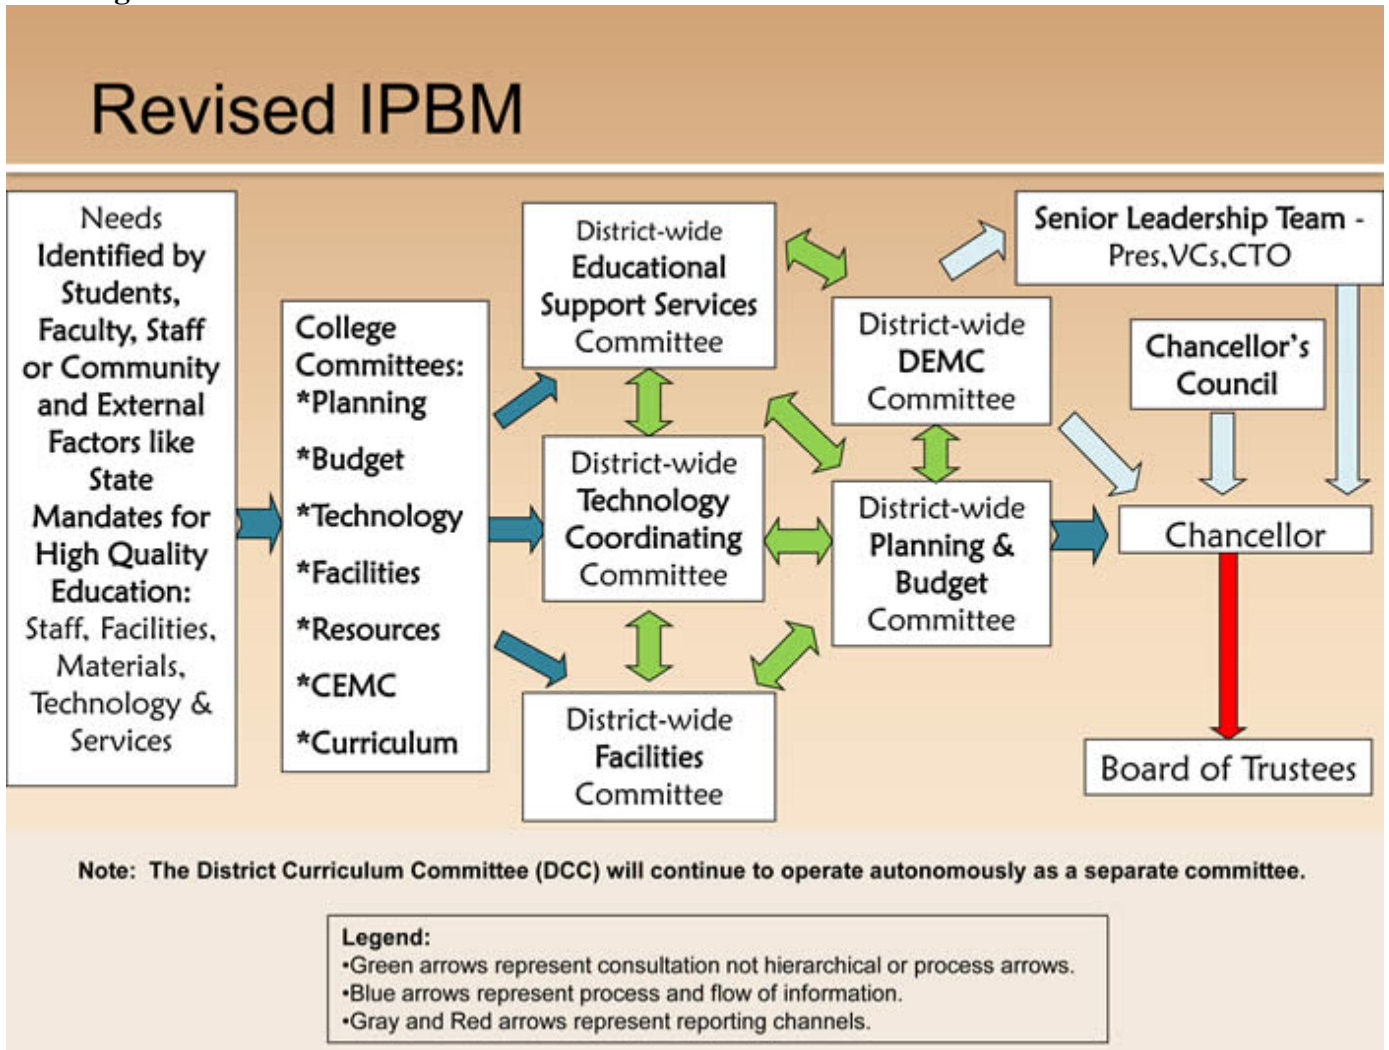 Revised IPBM
Needs
Identified by
Students,
Faculty, Staff
or Community
and External
Factors like
State
Mandates for
High Quality
Education:
Staff, Facilities,
Materials,
Technology &
Services
College
Committees:
*Planning
*Budget
*Technology
*Facilities
*Resources
*CEMC
*Curriculum
District-wide
Educational
Support Services
Committee
District-wide
Technology
Coordinating
Committee
District-wide
Facilities
Committee
District-wide
DEMC
Committee
District-wide
Planning &
Budget
Committee
Senior Leadership Team -
Pres,VCs,CTO
Chancellor's
Council
Chancellor
Board of Trustees
Note:  The District Curriculum Committee (DCC) will continue to operate autonomously as a separate committee.
Legend:
•Green arrows represent consultation not hierarchical or process arrows.
•Blue arrows represent process and flow of information.
•Gray and Red arrows represent reporting channels.